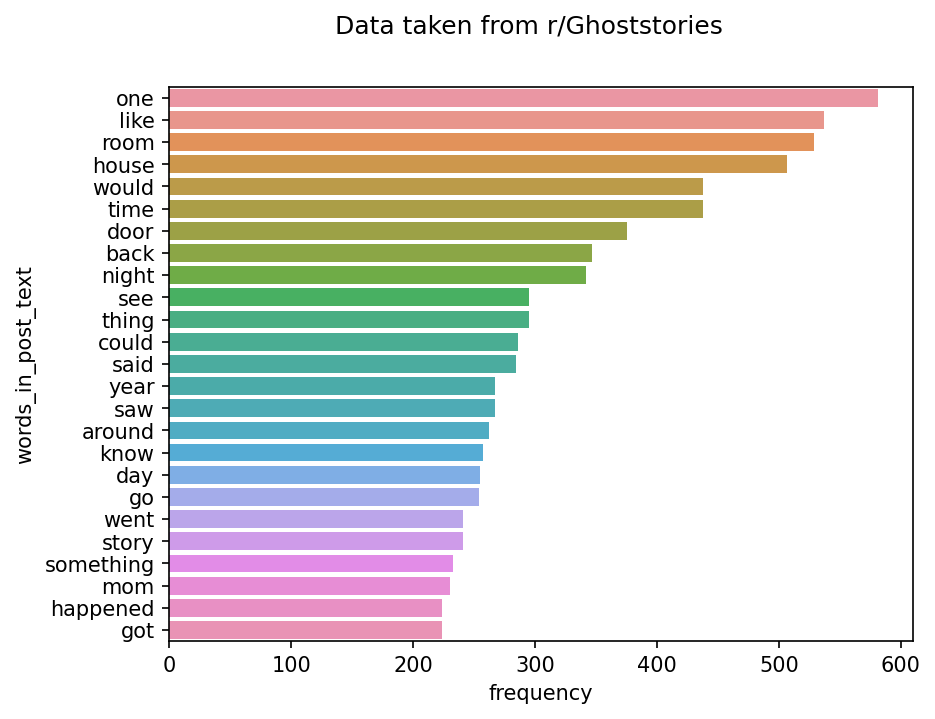 Data taken from r/Ghoststories
words_in_post_text
one
like
room
house
would
time
door
back
night
see
thing
could
said
year
saw
around
know
day
go
went
story
something
mom
happened
got
0 100 200 300 400 500 600
frequency